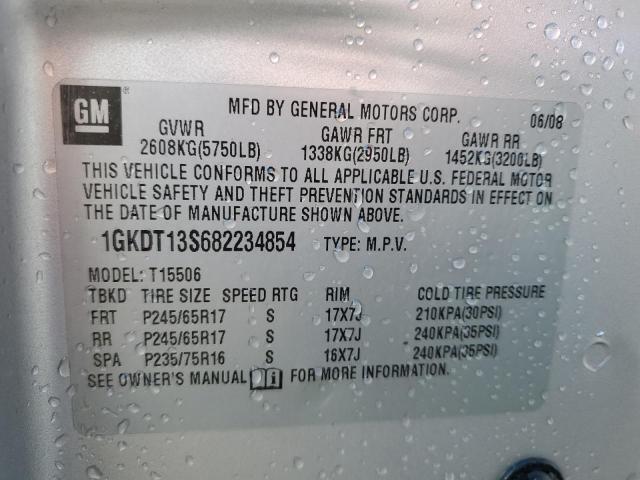 GM
MFD BY GENERAL MOTORS CORP. 06/08
GVWR GAWR FRT GAWR RR
2608KG(5750LB) 1338KG(2950LB) 1452KG(3200LB)
THIS VEHICLE CONFORMS TO ALL APPLICABLE U.S. FEDERAL MOTOR
VEHICLE SAFETY AND THEFT PREVENTION STANDARDS IN EFFECT ON
THE DATE OF MANUFACTURE SHOWN ABOVE.
1GKDT13S682234854 TYPE: M.P.V.
MODEL: T15506
TBKD TIRE SIZE SPEED RTG RIM COLD TIRE PRESSURE
FRT P245/65R17 S 17X7J 210KPA(30PSI)
RR P245/65R17 S 17X7J 240KPA(35PSI)
SPA P235/75R16 S 16X7J 240KPA(35PSI)
SEE OWNER'S MANUAL FOR MORE INFORMATION.